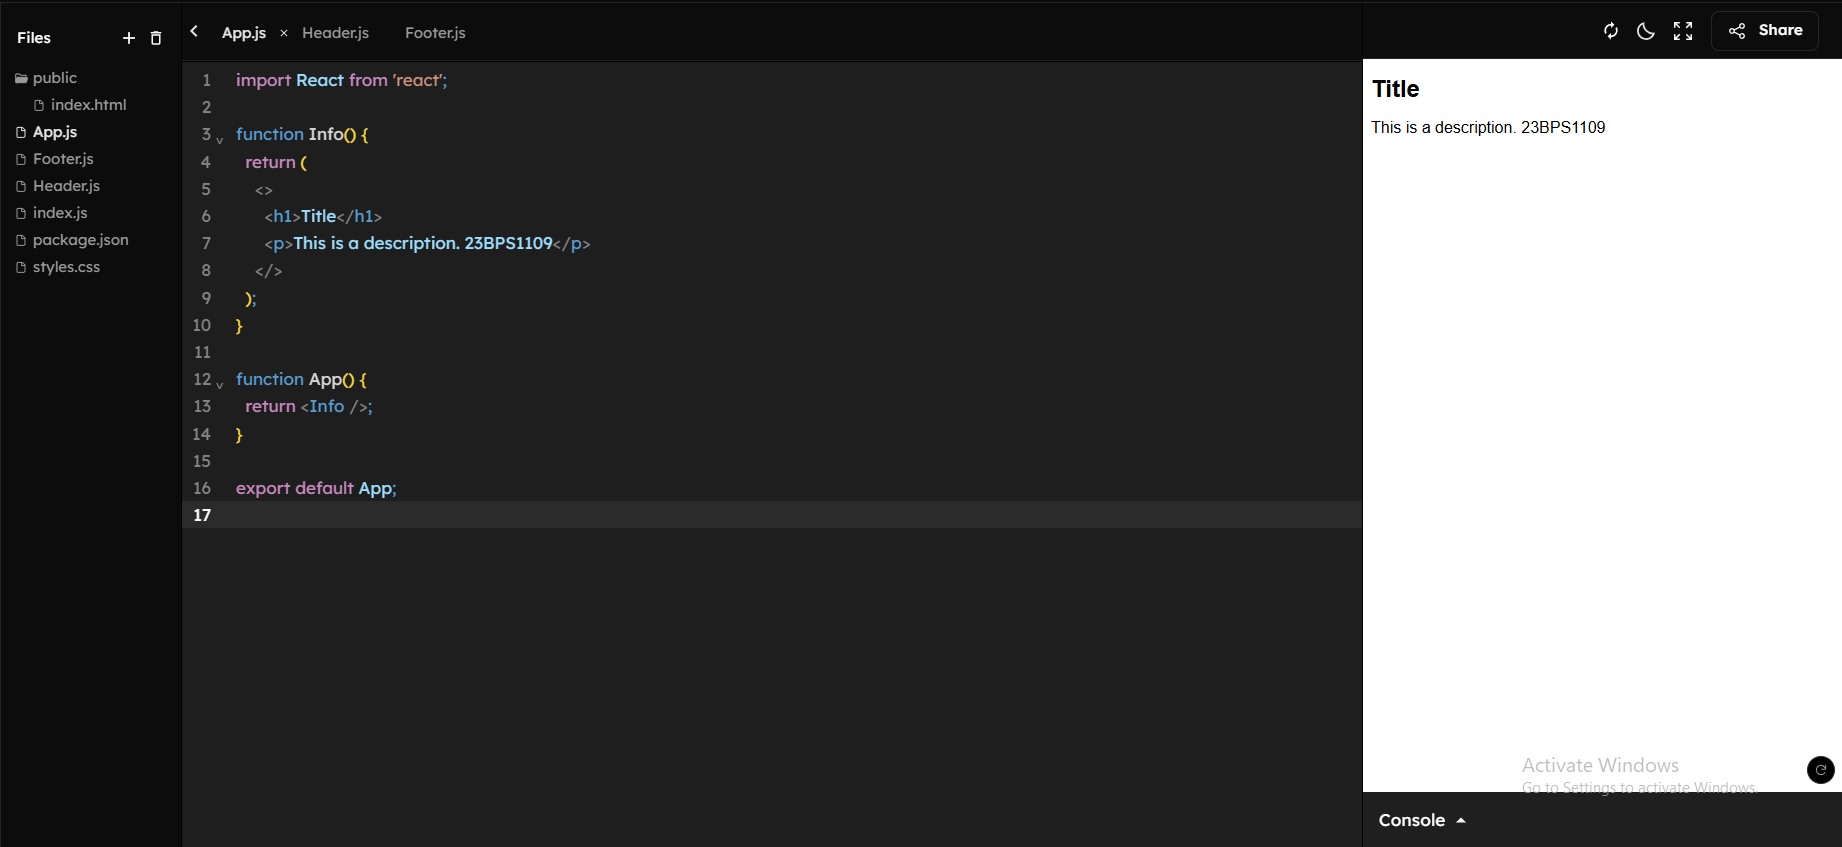 Files
public
index.html
App.js
Footer.js
Header.js
index.js
package.json
styles.css
App.js × Header.js Footer.js
1 import React from 'react';
2
3 function Info() {
4 return (
5 <>
6 <h1>Title</h1>
7 <p>This is a description. 23BPS1109</p>
8 </>
9 );
10 }
11
12 function App() {
13 return <Info />;
14 }
15
16 export default App;
17
Share
Title
This is a description. 23BPS1109
Activate Windows
Go to Settings to activate Windows.
Console